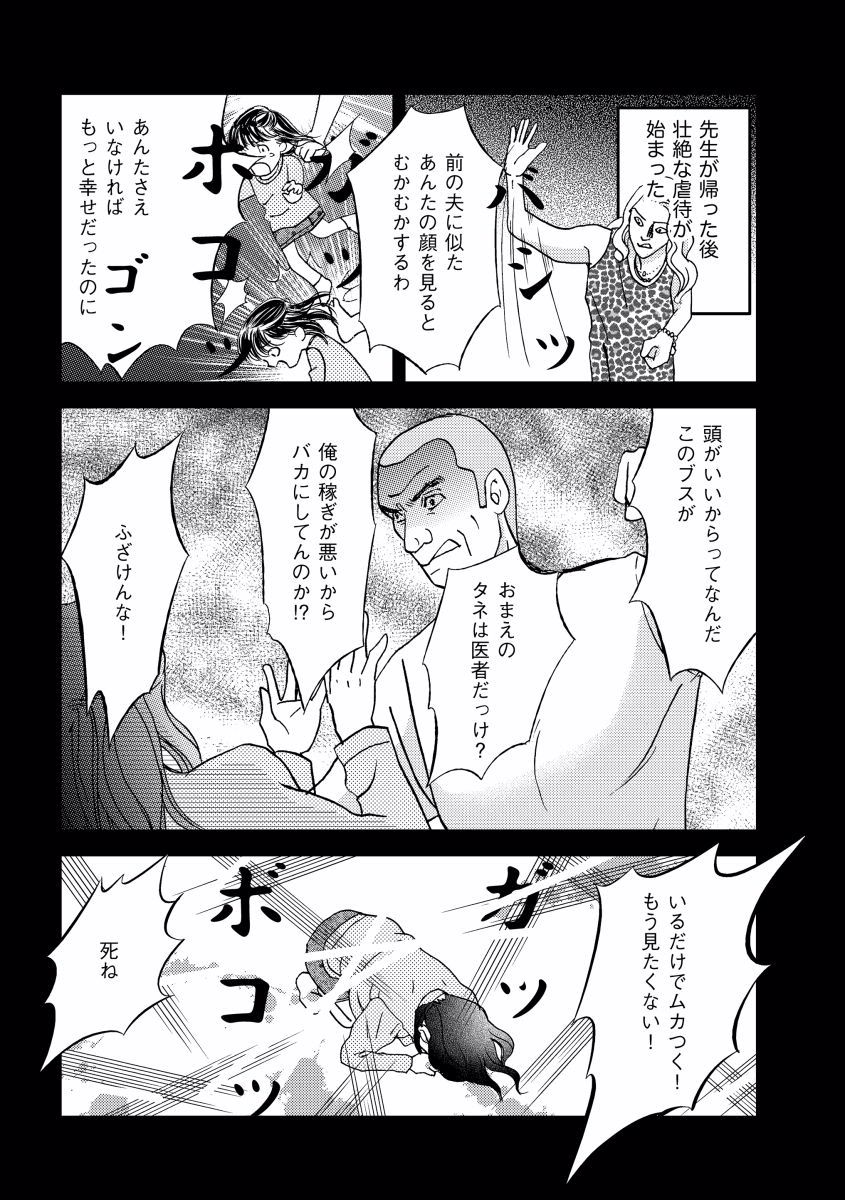 先生が帰った後
壮絶な虐待が
始まった
バシッ
前の夫に似た
あんたの顔を見ると
むかむかするわ
ボコッ
ゴン
あんたさえ
いなければ
もっと幸せだったのに
頭がいいからってなんだ
このブスが
おまえの
タネは医者だっけ？
俺の稼ぎが悪いから
バカにしてんのか!?
ふざけんな！
いるだけでムカつく！
もう見たくない！
ガッ
ボコッ
死ね